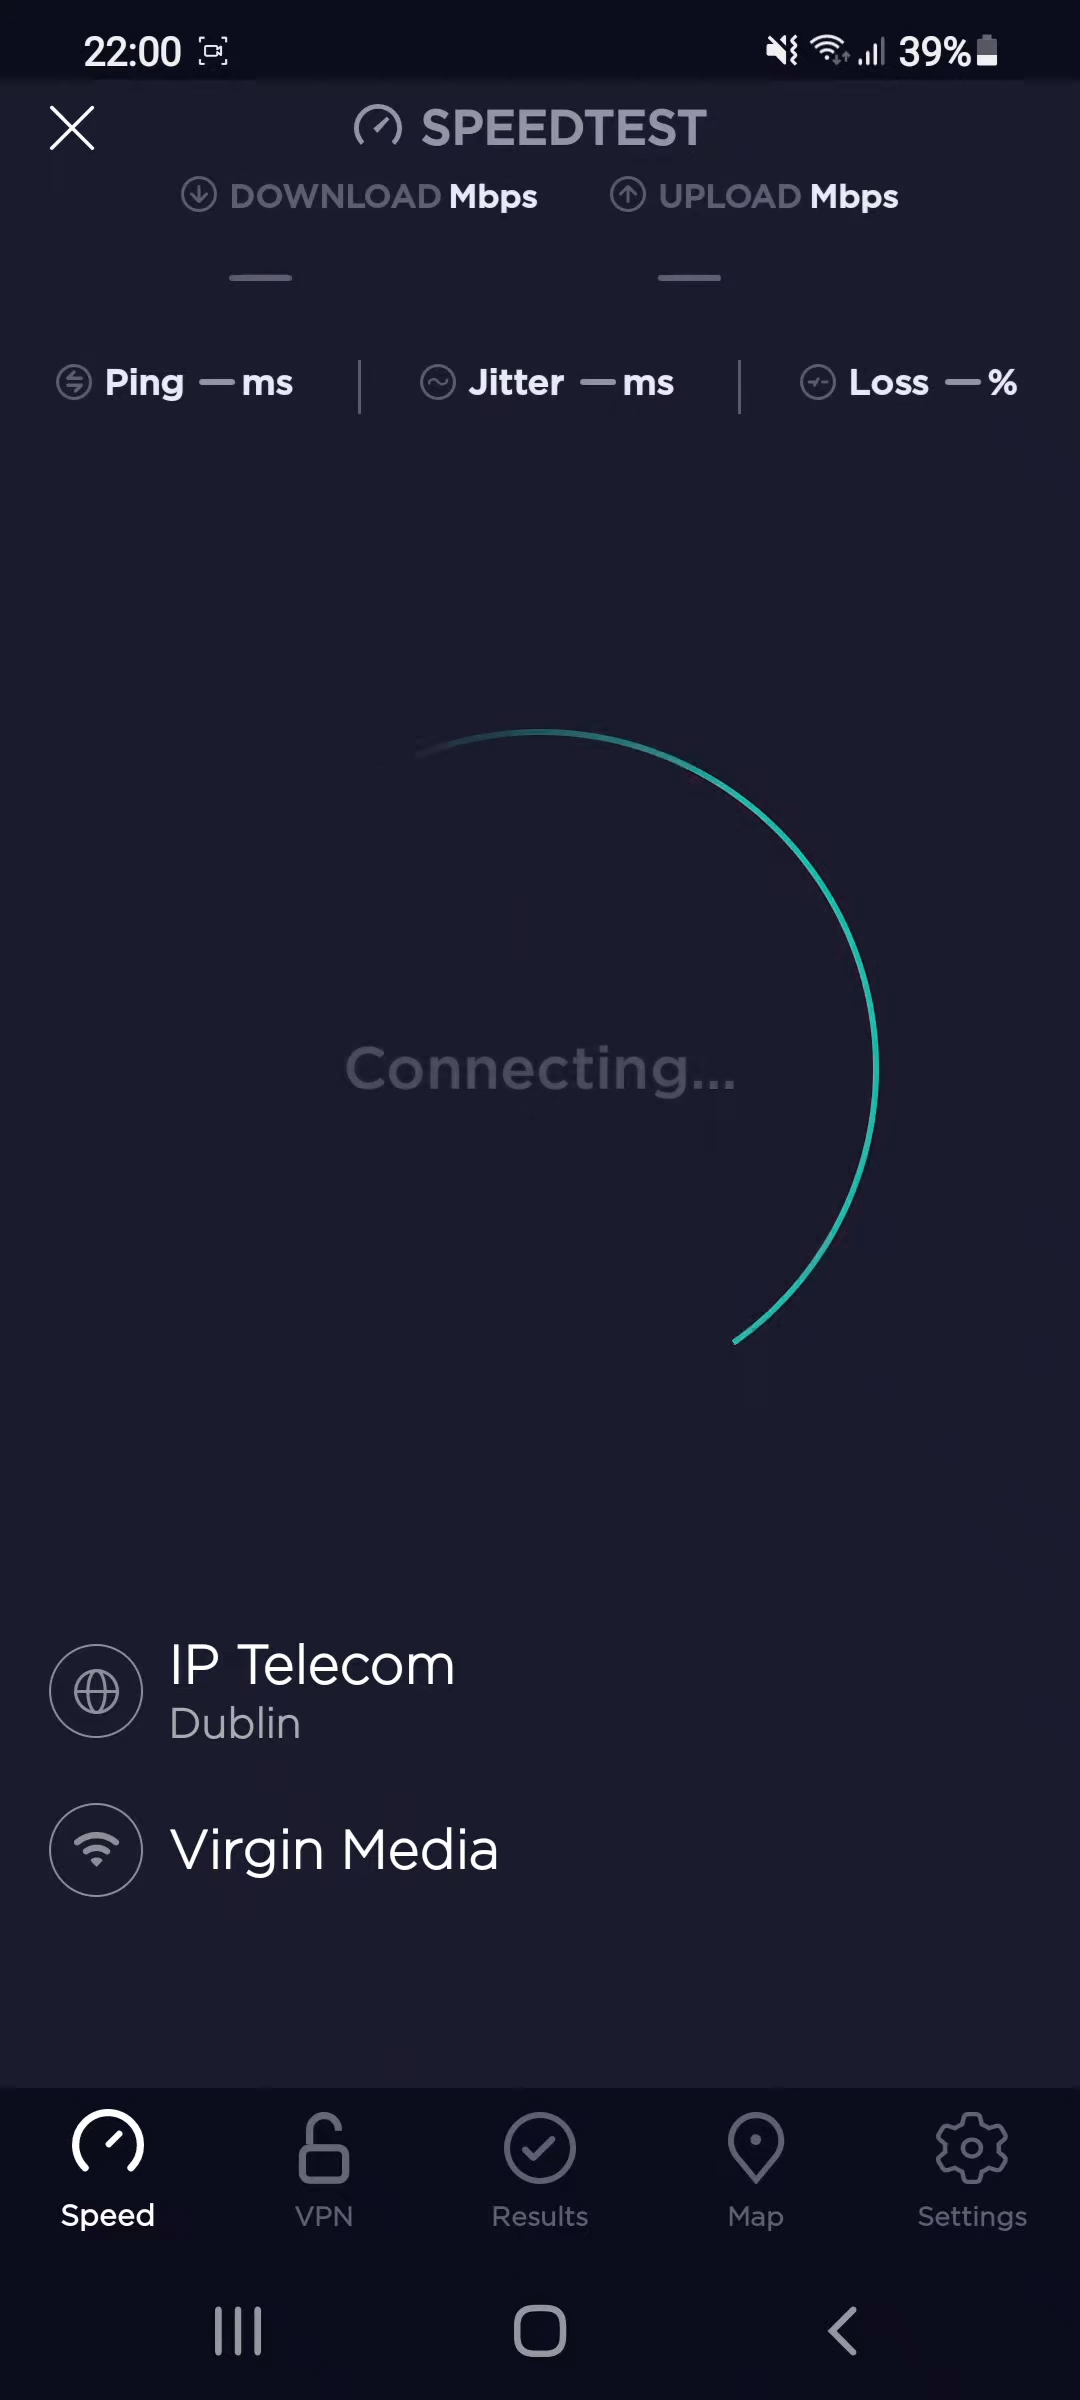 22:00 39%
SPEEDTEST
DOWNLOAD Mbps UPLOAD Mbps
— —
Ping — ms Jitter — ms Loss — %
Connecting...
IP Telecom
Dublin
Virgin Media
Speed VPN Results Map Settings